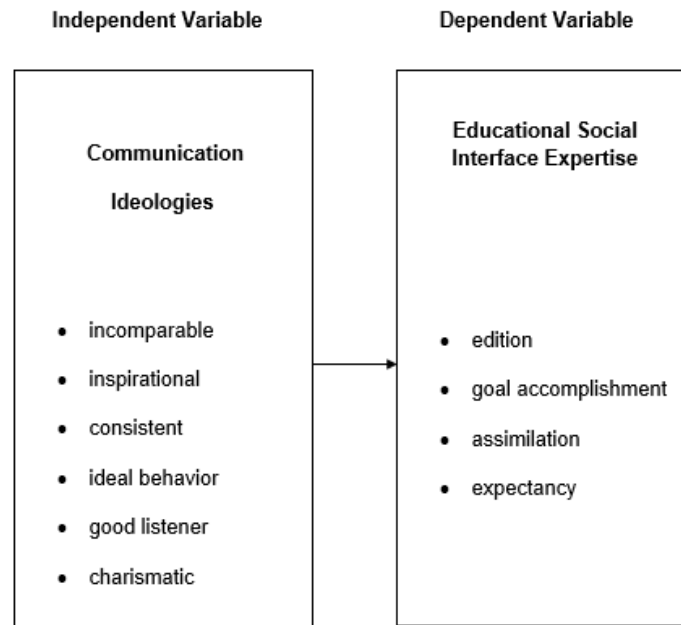 Independent Variable
Communication
Ideologies
• incomparable
• inspirational
• consistent
• ideal behavior
• good listener
• charismatic
Dependent Variable
Educational Social
Interface Expertise
• edition
• goal accomplishment
• assimilation
• expectancy